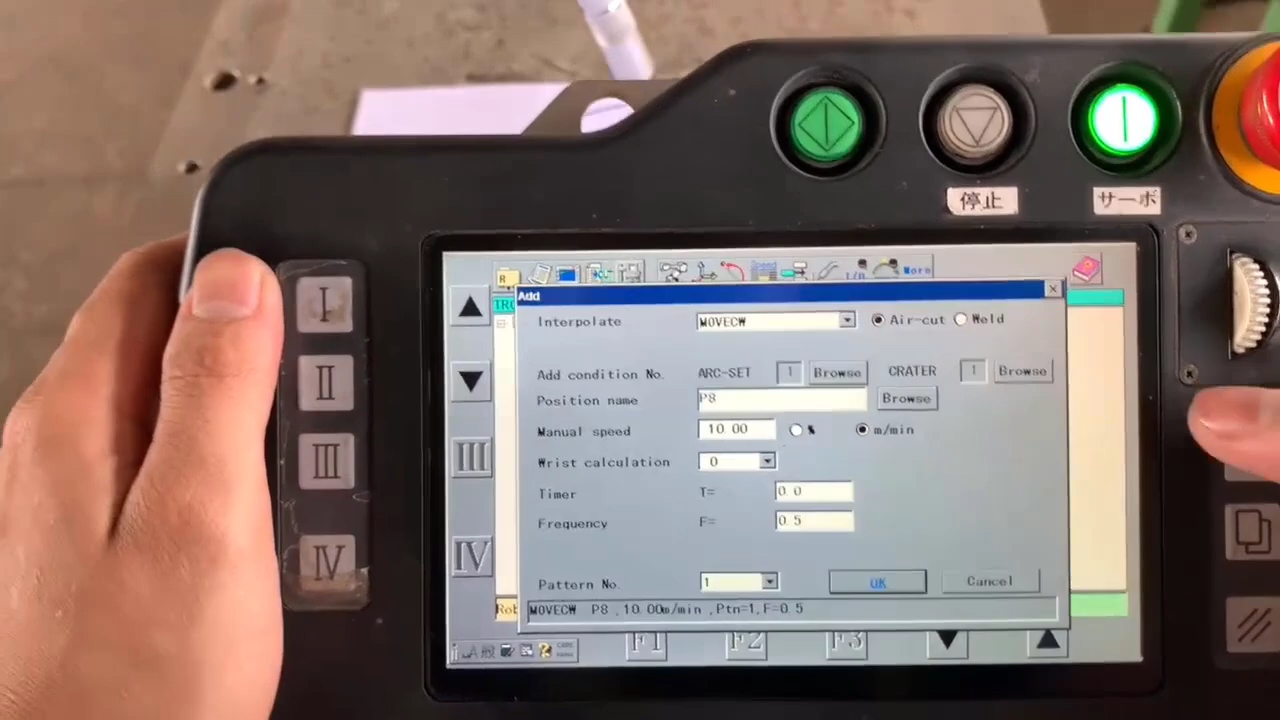 停止 サーボ
Speed
I/O
More
R
Add
TRO
Interpolate MOVECW Air-cut Weld
Add condition No. ARC-SET 1 Browse CRATER 1 Browse
Position name P8 Browse
Manual speed 10.00 % m/min
Wrist calculation 0
Timer T= 0.0
Frequency F= 0.5
Pattern No. 1 OK Cancel
Rob MOVECW P8 ,10.00m/min ,Ptn=1,F=0.5
I
II
III
IV
III
IV
F1 F2 F3